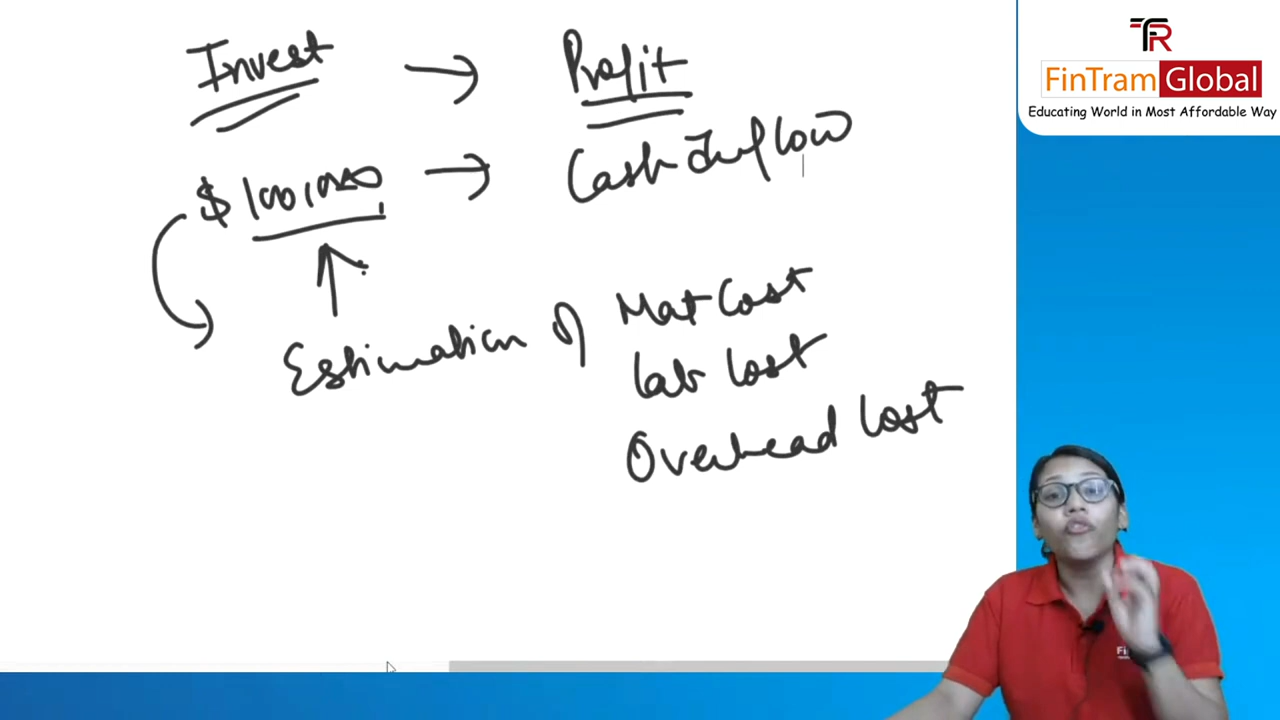 Invest → Profit
$100,000 → Cash Inflow
Estimation of Mat Cost
Lab Cost
Overhead Cost
TR
FinTram Global
Educating World in Most Affordable Way